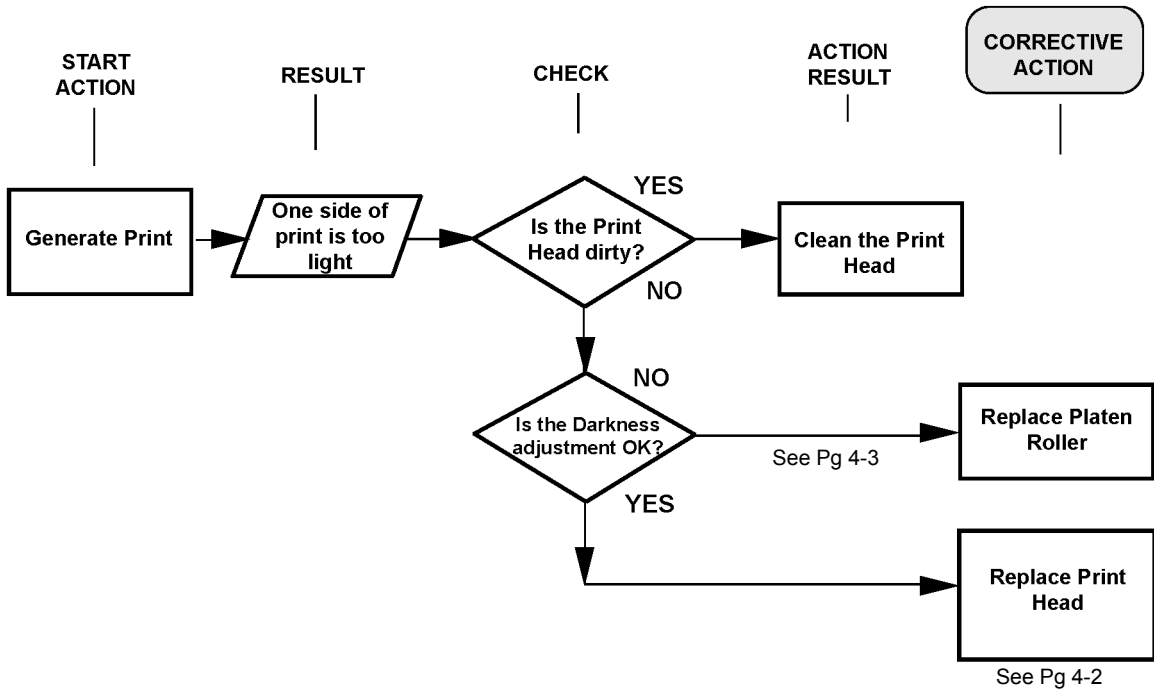 START
ACTION
RESULT
CHECK
ACTION
RESULT
CORRECTIVE
ACTION
Generate Print
One side of
print is too
light
Is the Print
Head dirty?
YES
NO
Clean the Print
Head
Is the Darkness
adjustment OK?
NO
YES
See Pg 4-3
Replace Platen
Roller
Replace Print
Head
See Pg 4-2